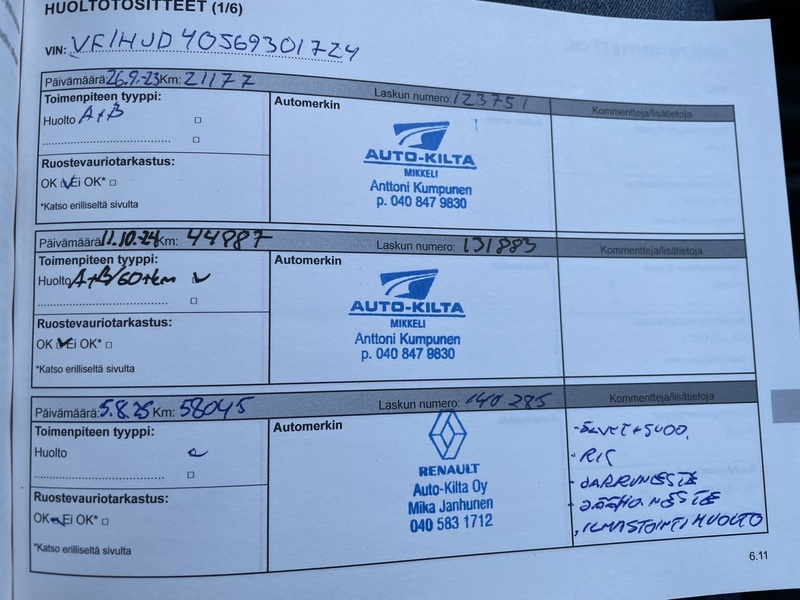 HUOLTOTOSITTEET (1/6)
VIN: VF1HJD40569301724
Päivämäärä: 26.9.23 Km: 21177 Laskun numero: 123751 Kommentteja/lisätietoja
Toimenpiteen tyyppi: Automerkin
Huolto A+B
Ruostevauriotarkastus:
OK Ei OK*
*Katso erilliseltä sivulta
AUTO-KILTA
MIKKELI
Anttoni Kumpunen
p. 040 847 9830
Päivämäärä: 11.10.24 Km: 44887 Laskun numero: 131883 Kommentteja/lisätietoja
Toimenpiteen tyyppi: Automerkin
Huolto A+B/60tkm
Ruostevauriotarkastus:
OK Ei OK*
*Katso erilliseltä sivulta
AUTO-KILTA
MIKKELI
Anttoni Kumpunen
p. 040 847 9830
Päivämäärä: 5.8.25 Km: 58045 Laskun numero: 140285 Kommentteja/lisätietoja
Toimenpiteen tyyppi: Automerkin
Huolto
Ruostevauriotarkastus:
OK Ei OK*
*Katso erilliseltä sivulta
RENAULT
Auto-Kilta Oy
Mika Janhunen
040 583 1712
- JARRUNESTE
- JÄÄHD.NESTE
- ILMASTOINTIHUOLTO
6.11